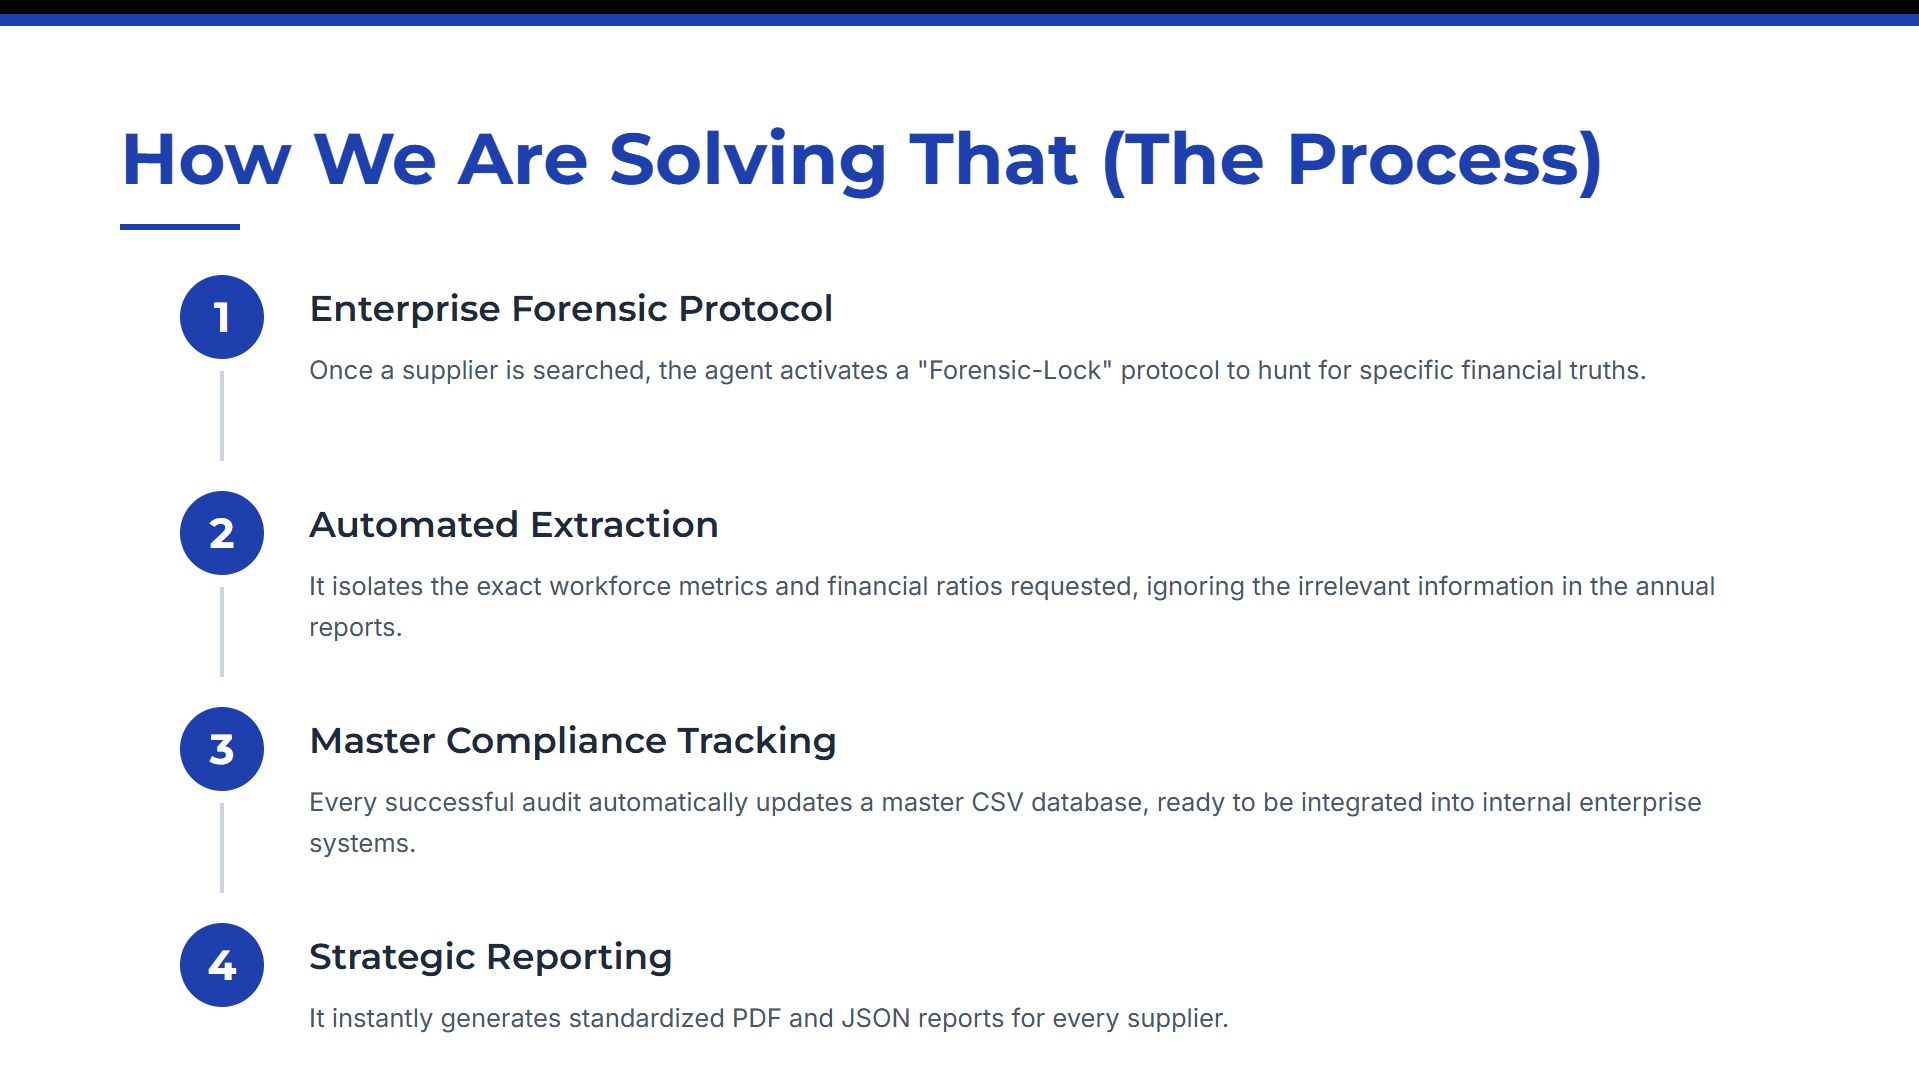 How We Are Solving That (The Process)
1
Enterprise Forensic Protocol
Once a supplier is searched, the agent activates a "Forensic-Lock" protocol to hunt for specific financial truths.
2
Automated Extraction
It isolates the exact workforce metrics and financial ratios requested, ignoring the irrelevant information in the annual
reports.
3
Master Compliance Tracking
Every successful audit automatically updates a master CSV database, ready to be integrated into internal enterprise
systems.
4
Strategic Reporting
It instantly generates standardized PDF and JSON reports for every supplier.